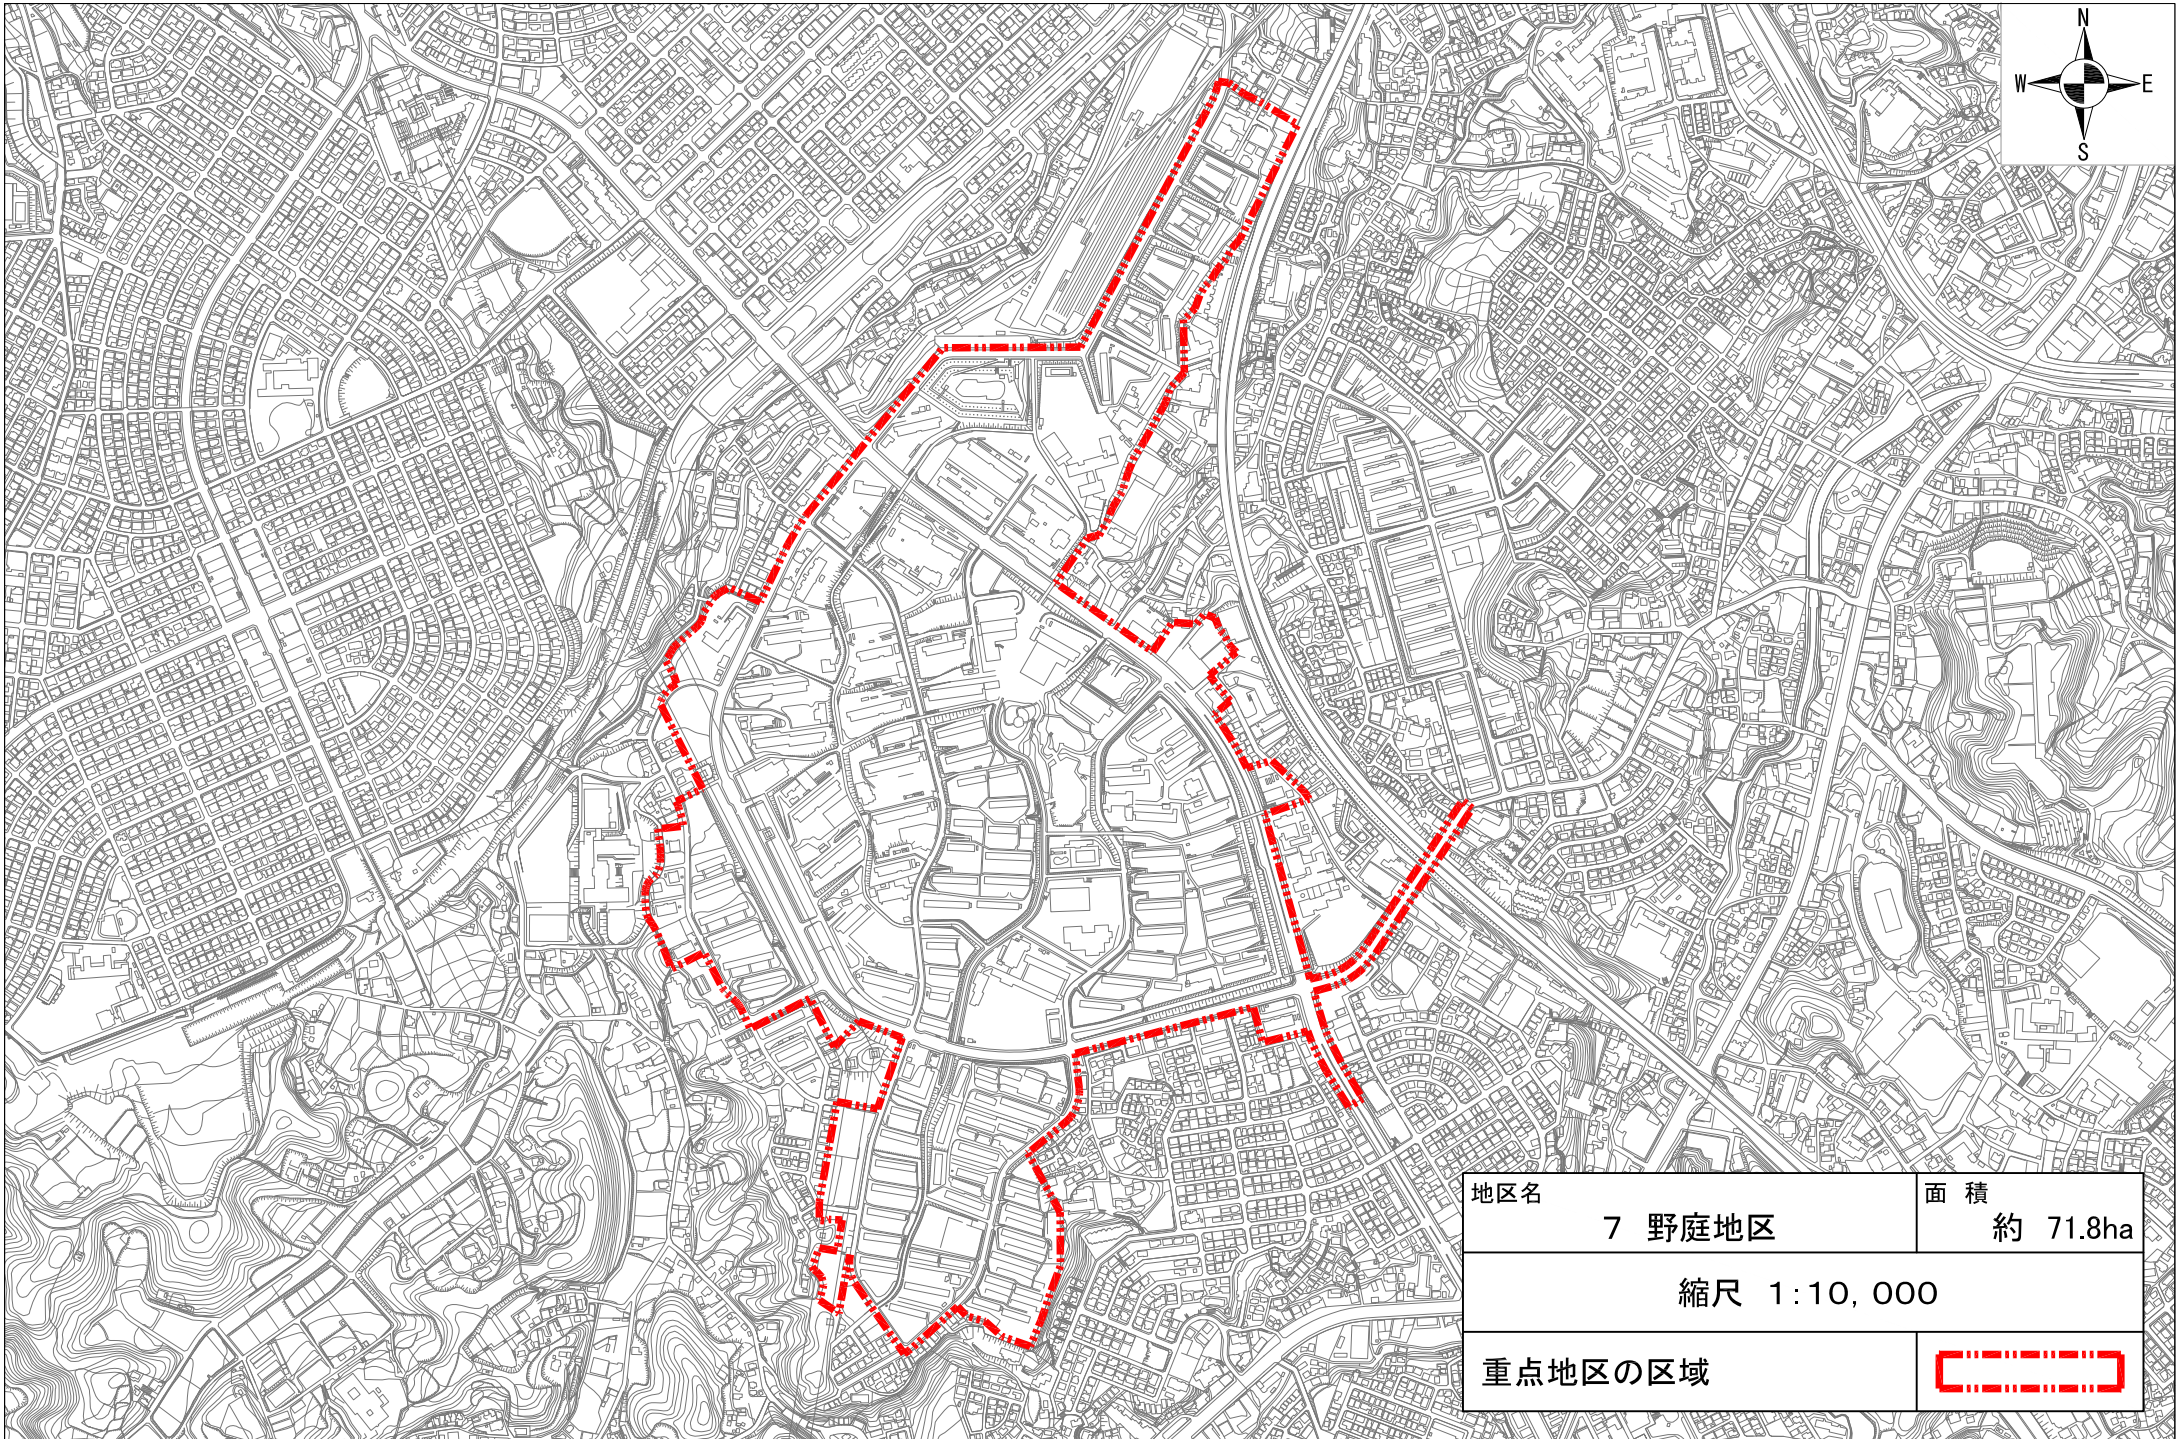 N
W E
S
地区名
7 野庭地区
面 積
約 71.8ha
縮尺 1:10,000
重点地区の区域